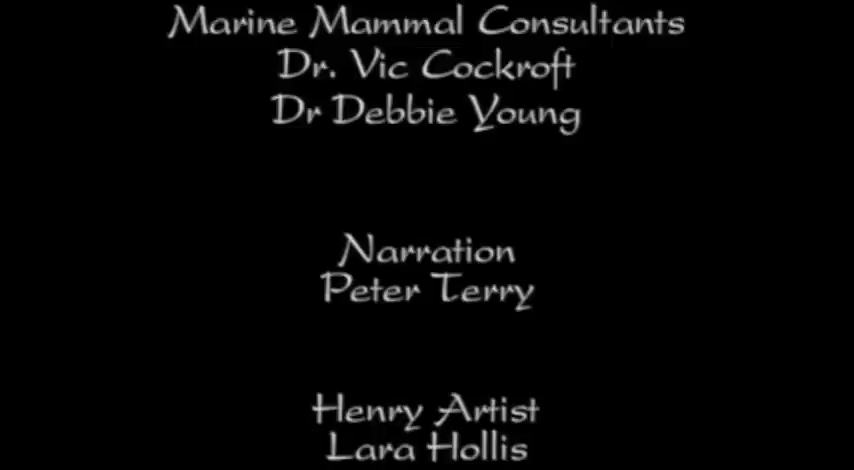 Marine Mammal Consultants
Dr. Vic Cockroft
Dr Debbie Young
Narration
Peter Terry
Henry Artist
Lara Hollis